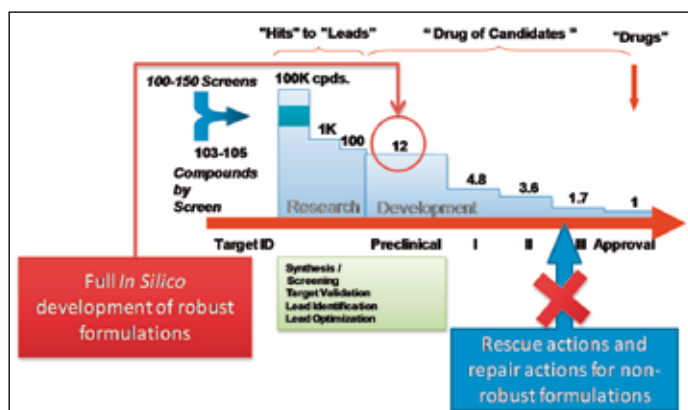 "Hits" to "Leads"
" Drug of Candidates "
"Drugs"
100-150 Screens
100K cpds.
1K
100
12
4.8
3.6
1.7
1
103-105
Compounds
by
Screen
Research
Development
Target ID
Preclinical
I
II
III
Approval
Full In Silico
development of robust
formulations
Synthesis /
Screening
Target Validation
Lead Identification
Lead Optimization
Rescue actions and
repair actions for non-
robust formulations